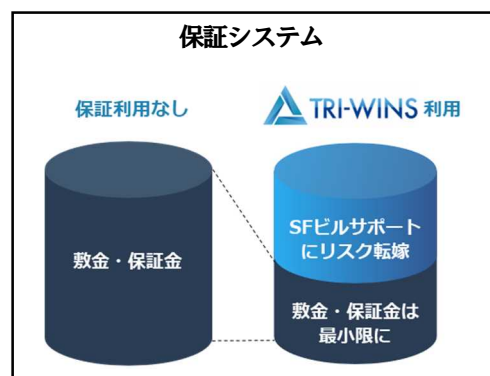 保証システム
保証利用なし
TRI-WINS 利用
敷金・保証金
SFビルサポート
にリスク転嫁
敷金・保証金は
最小限に